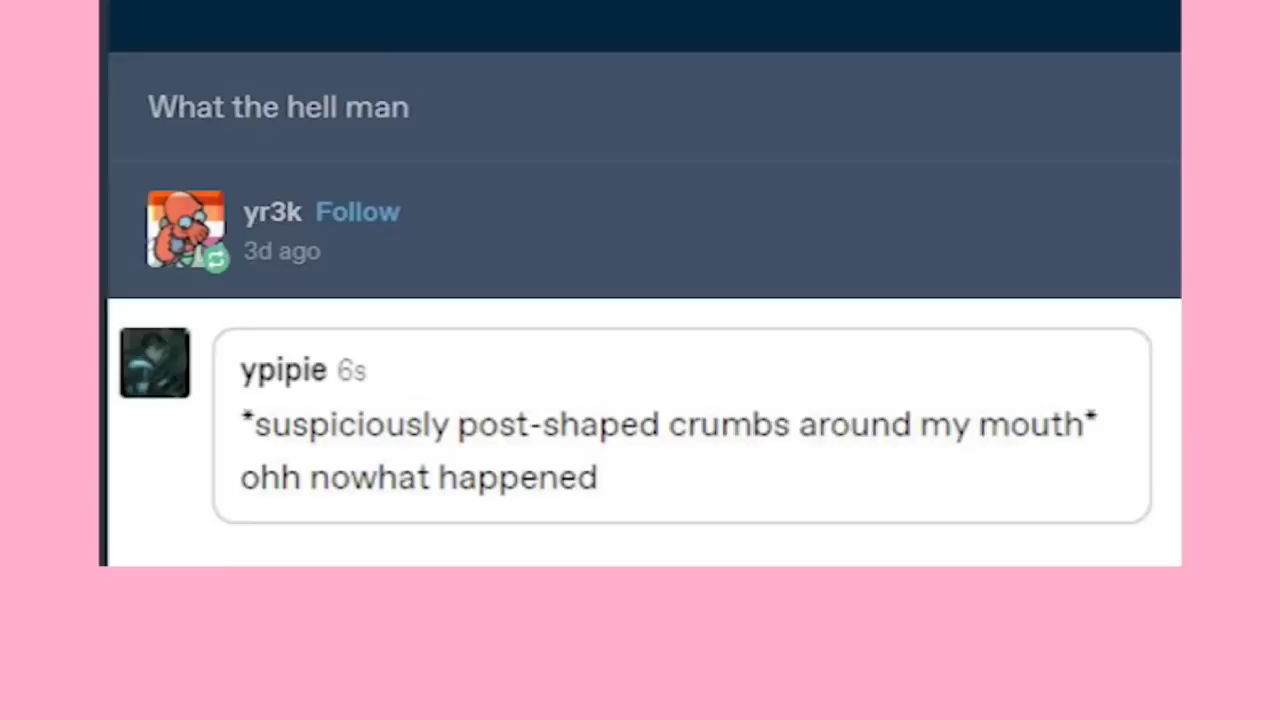 What the hell man
yr3k Follow
3d ago
ypipie 6s
*suspiciously post-shaped crumbs around my mouth*
ohh nowhat happened